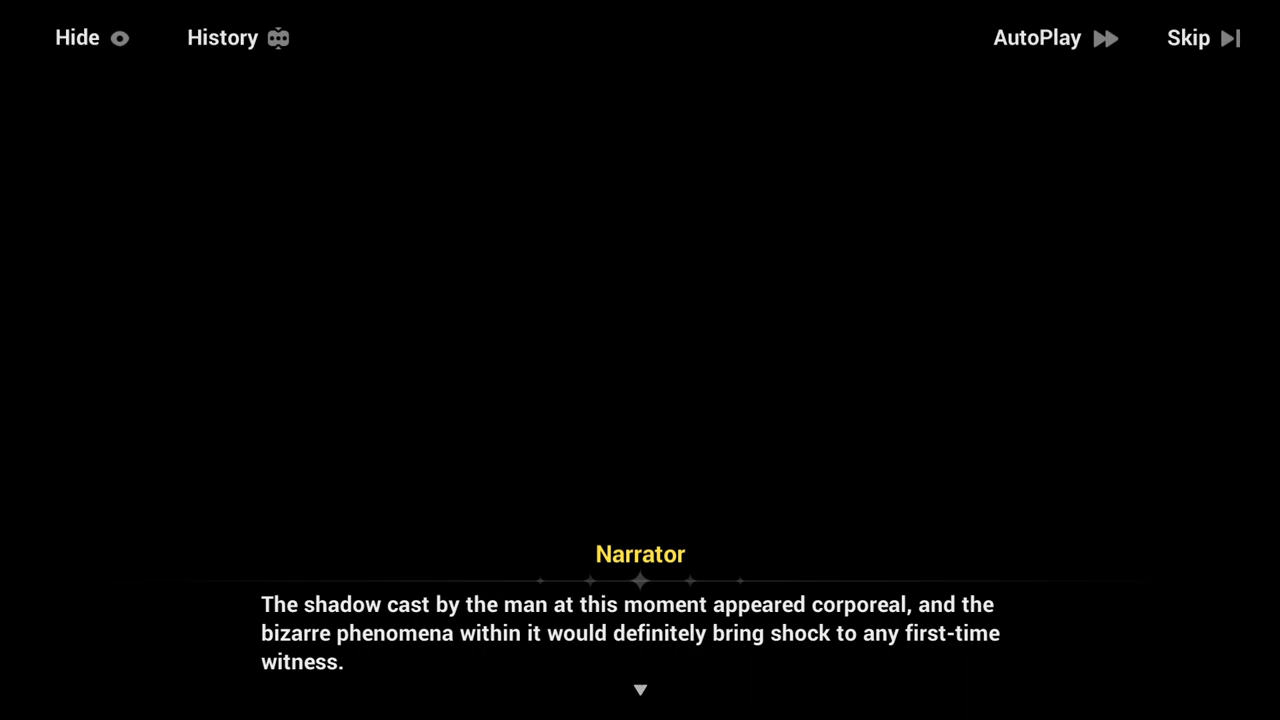 Hide
History
AutoPlay
Skip
Narrator
The shadow cast by the man at this moment appeared corporeal, and the
bizarre phenomena within it would definitely bring shock to any first-time
witness.